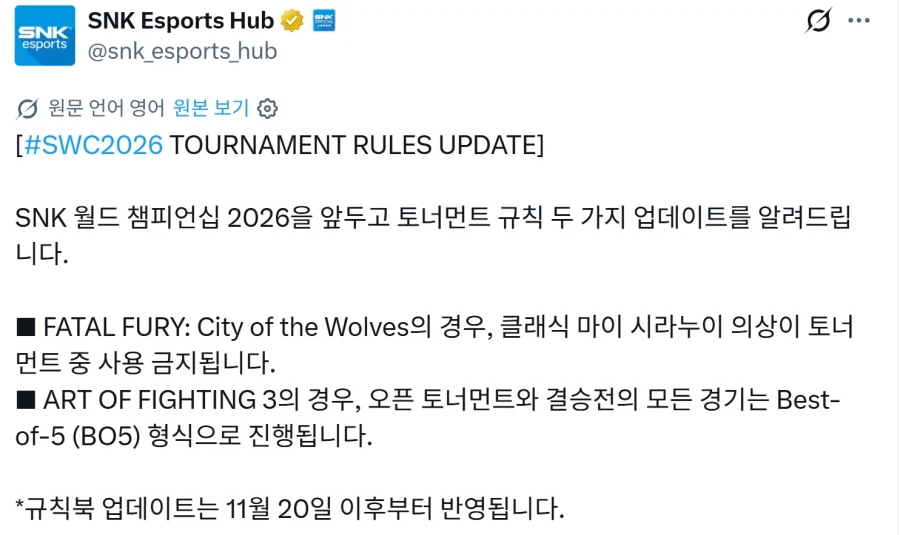 SNK Esports Hub
SNK esports
SNK OFFICIAL JAPAN
@snk_esports_hub
원문 언어 영어 원본 보기
[#SWC2026 TOURNAMENT RULES UPDATE]
SNK 월드 챔피언십 2026을 앞두고 토너먼트 규칙 두 가지 업데이트를 알려드립
니다.
■ FATAL FURY: City of the Wolves의 경우, 클래식 마이 시라누이 의상이 토너
먼트 중 사용 금지됩니다.
■ ART OF FIGHTING 3의 경우, 오픈 토너먼트와 결승전의 모든 경기는 Best-
of-5 (BO5) 형식으로 진행됩니다.
*규칙북 업데이트는 11월 20일 이후부터 반영됩니다.